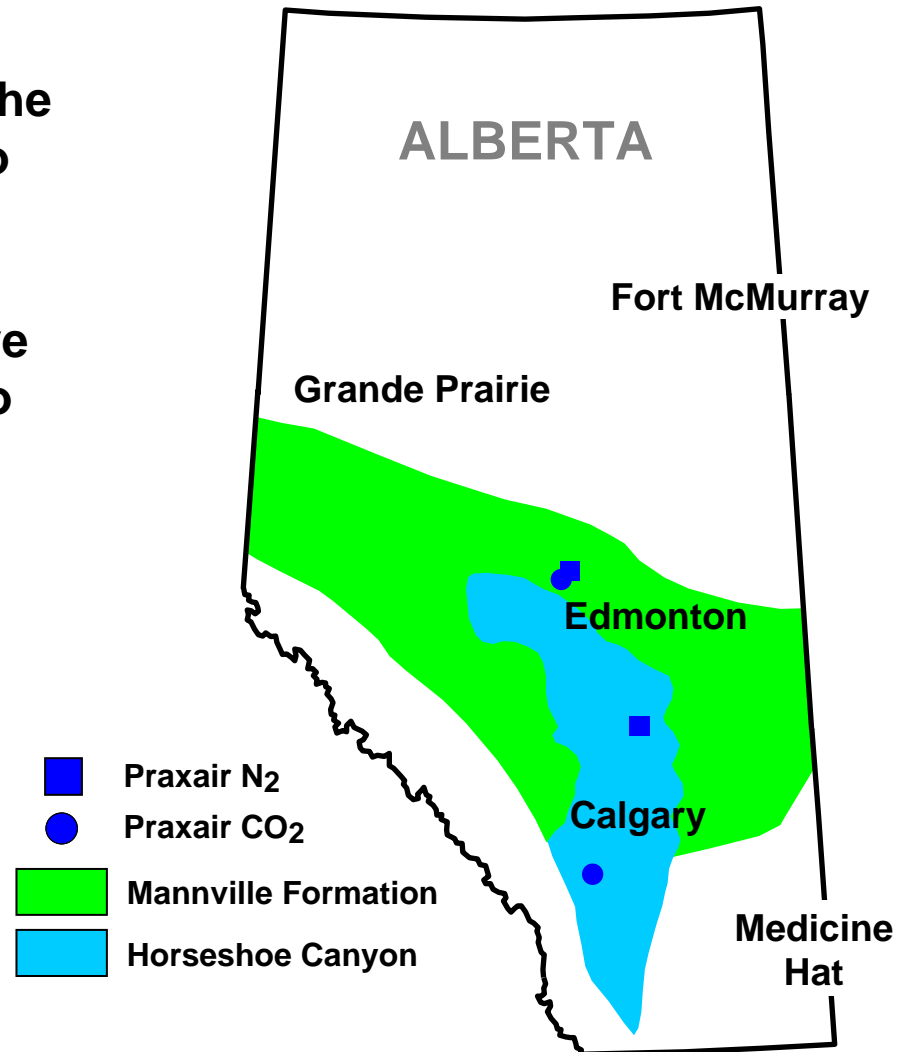 ALBERTA
Fort McMurray
Grande Prairie
Edmonton
Calgary
Medicine
Hat
Praxair N2
Praxair CO2
Mannville Formation
Horseshoe Canyon